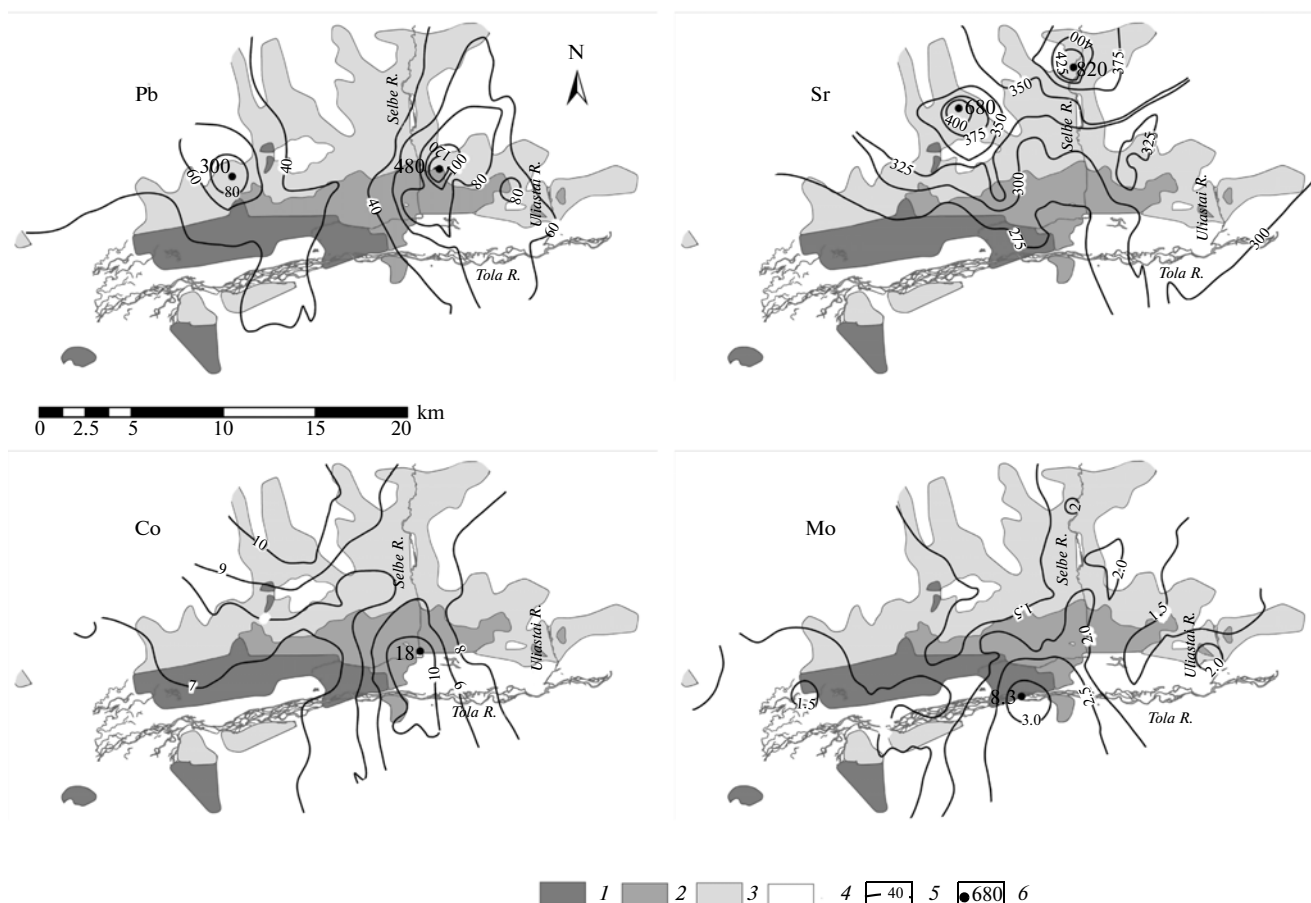 Pb
N
Selbe R.
Uliastai R.
Tola R.
300
60
80
40
40
480
120
100
80
80
60
Sr
Selbe R.
Uliastai R.
Tola R.
400
425
820
375
350
680
400
375
350
325
325
300
275
300
km
0 2.5 5 10 15 20
Co
Selbe R.
Uliastai R.
Tola R.
10
9
7
18
10
9
8
Mo
Selbe R.
Uliastai R.
Tola R.
2
2.0
1.5
1.5
2.0
2.0
1.5
8.3
3.0
2.5
1 2 3 4 40 5 680 6